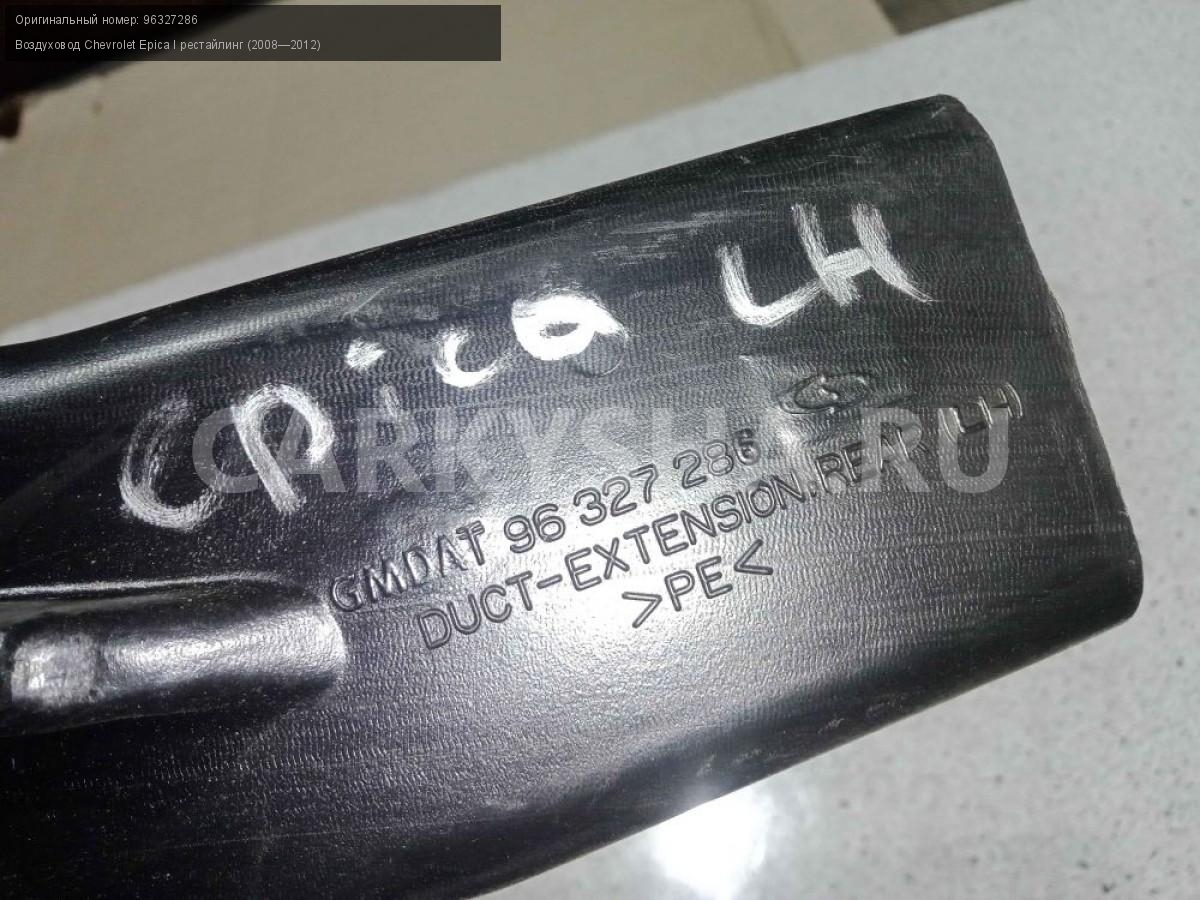 Оригинальный номер: 96327286
Воздуховод Chevrolet Epica I рестайлинг (2008—2012)
epica LH
CARKYSHA.RU
GMDAT 96 327 286
DUCT-EXTENSION.REAR LH
>PE<